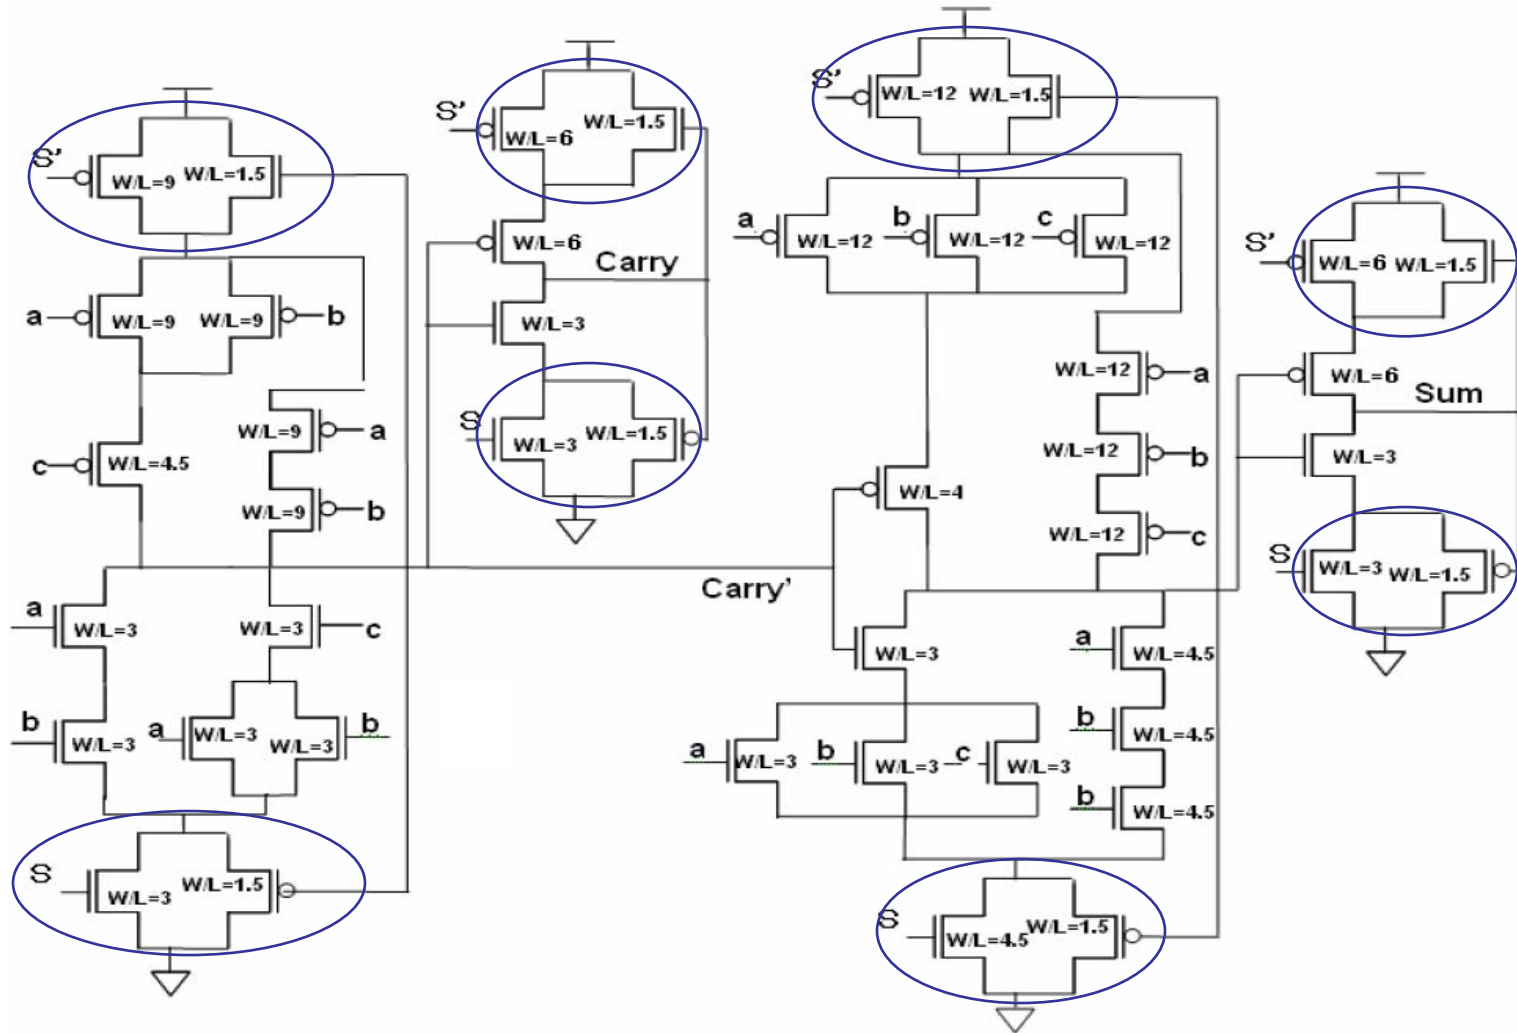 S’
W/L=9 W/L=1.5
a
W/L=9 W/L=9
b
W/L=9
a
c
W/L=4.5
W/L=9
b
a
W/L=3
W/L=3
c
b
W/L=3
a
W/L=3
W/L=3
b
S
W/L=3
W/L=1.5
S’
W/L=6
W/L=1.5
W/L=6
Carry
W/L=3
S
W/L=3
W/L=1.5
Carry’
S’
W/L=12 W/L=1.5
a
W/L=12
b
W/L=12
c
W/L=12
W/L=12
a
W/L=12
b
W/L=4
W/L=12
c
W/L=3
a
W/L=4.5
b
W/L=4.5
a
W/L=3
b
W/L=3
c
W/L=3
b
W/L=4.5
S
W/L=4.5
W/L=1.5
S’
W/L=6 W/L=1.5
W/L=6
Sum
W/L=3
S
W/L=3
W/L=1.5